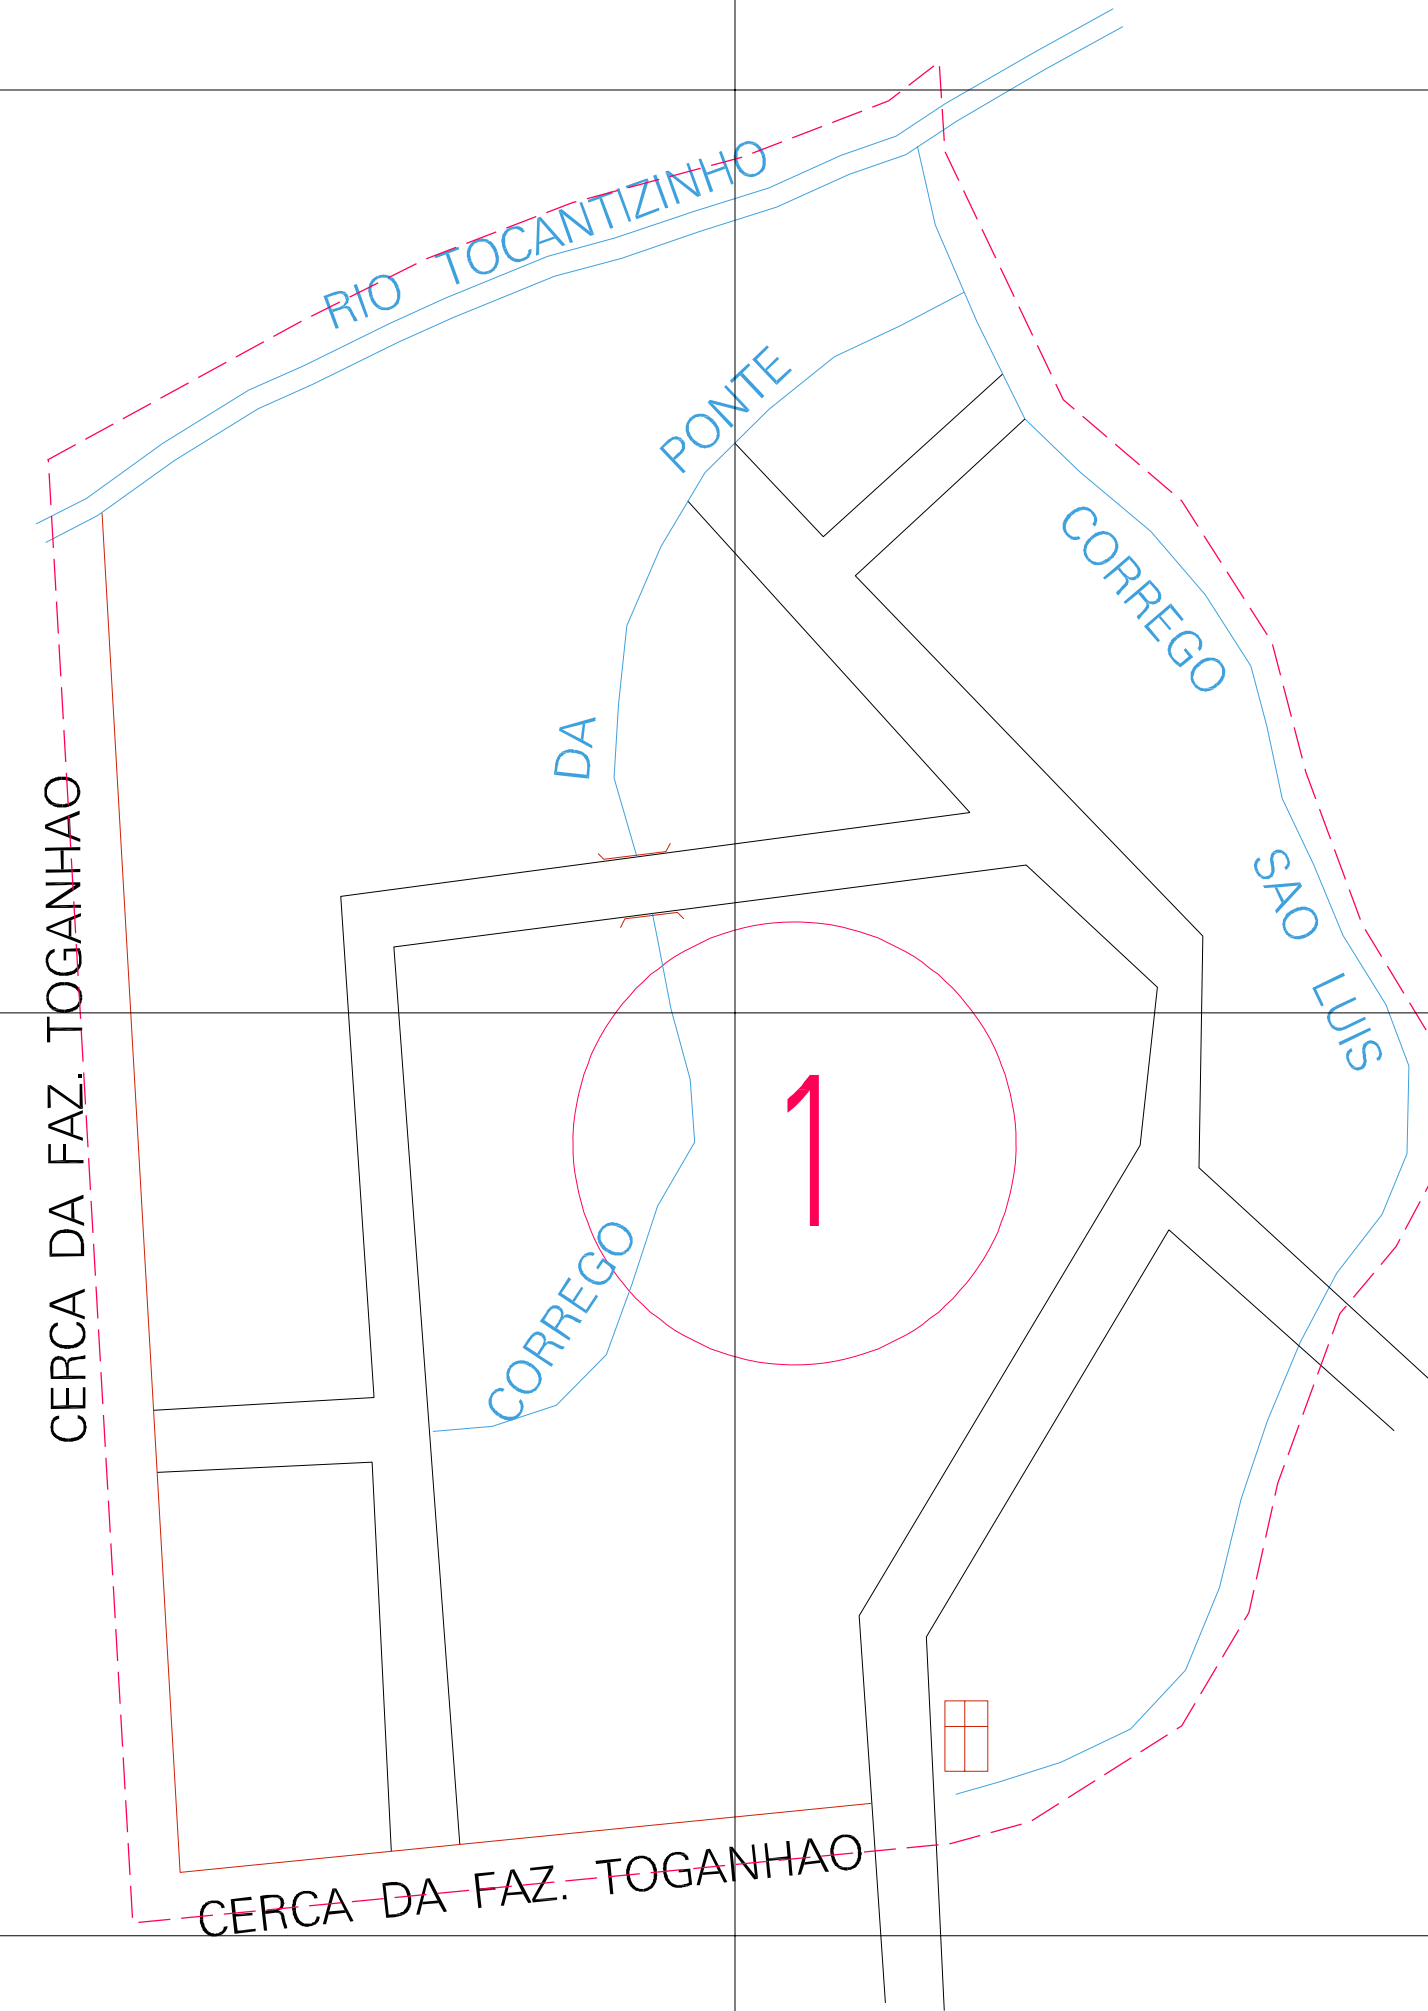 RIO TOCANTIZINHO
PONTE
DA
CORREGO
CORREGO
SAO LUIS
1
CERCA DA FAZ. TOGANHAO
CERCA DA FAZ. TOGANHAO